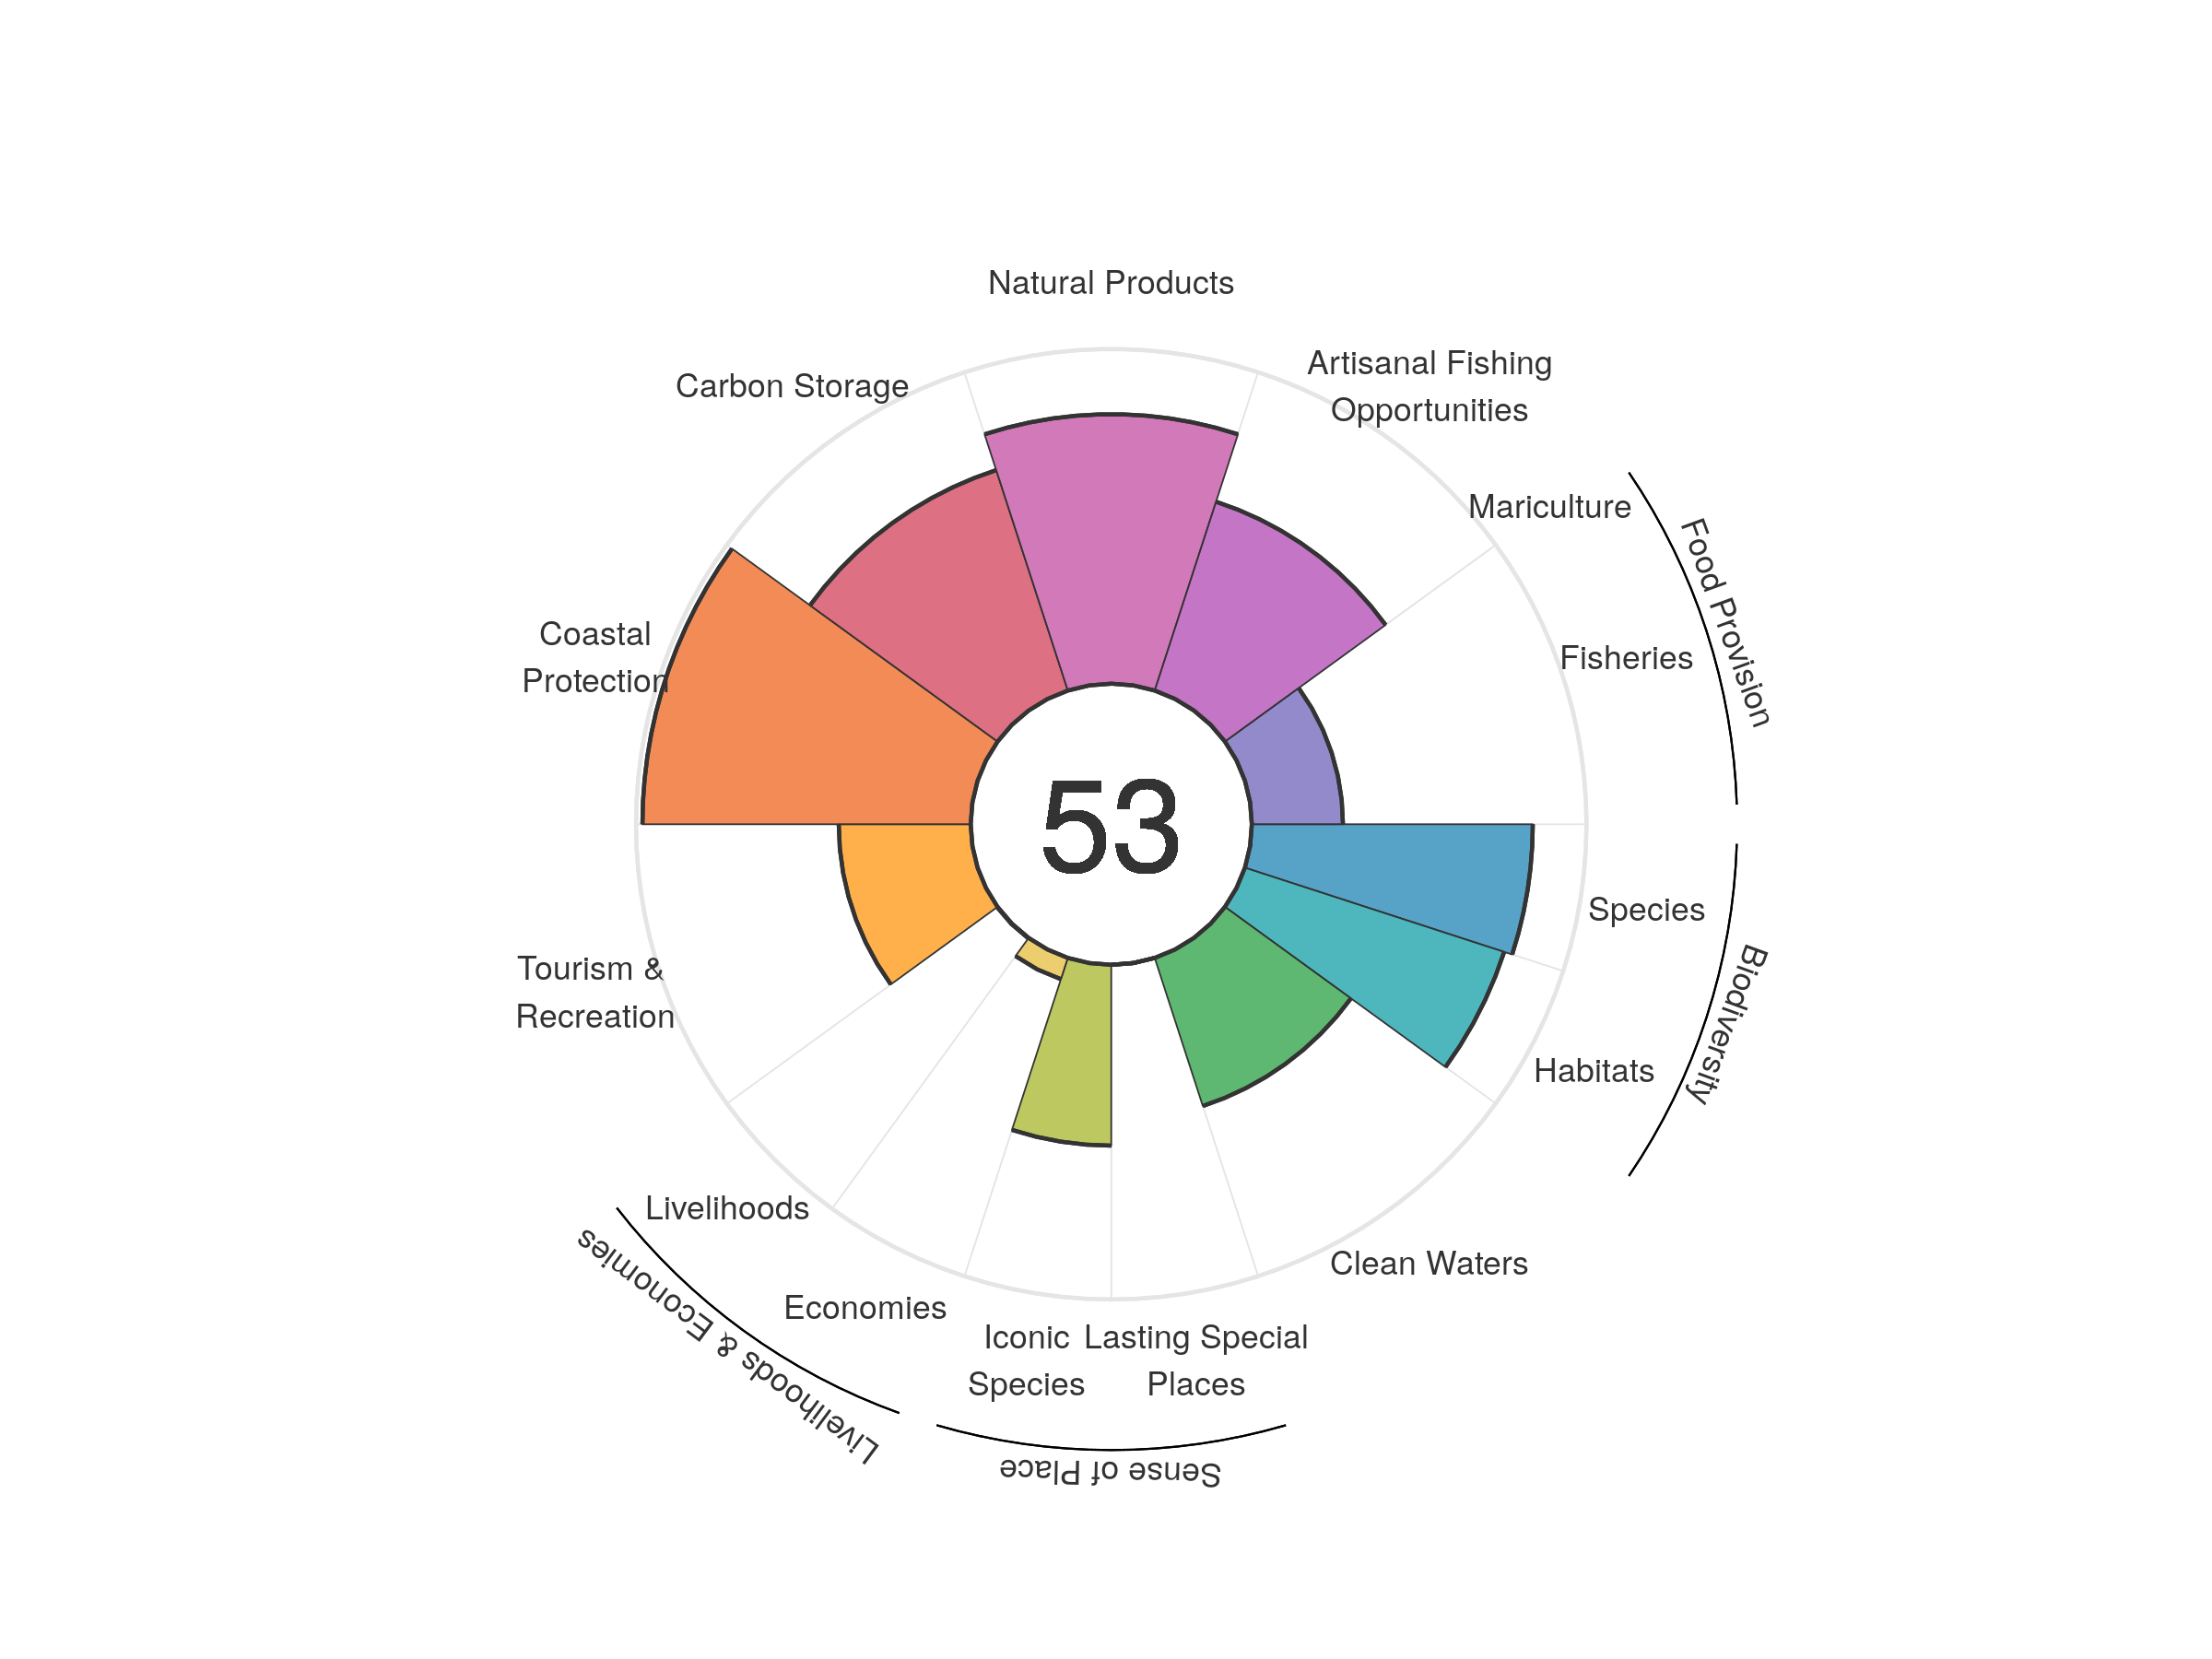 Natural Products
Artisanal Fishing
Opportunities
Carbon Storage
Mariculture
Food Provision
Fisheries
Coastal
Protection
53
Species
Biodiversity
Tourism &
Recreation
Habitats
Livelihoods
Clean Waters
Economies
Livelihoods & Economies
Iconic
Species
Lasting Special
Places
Sense of Place